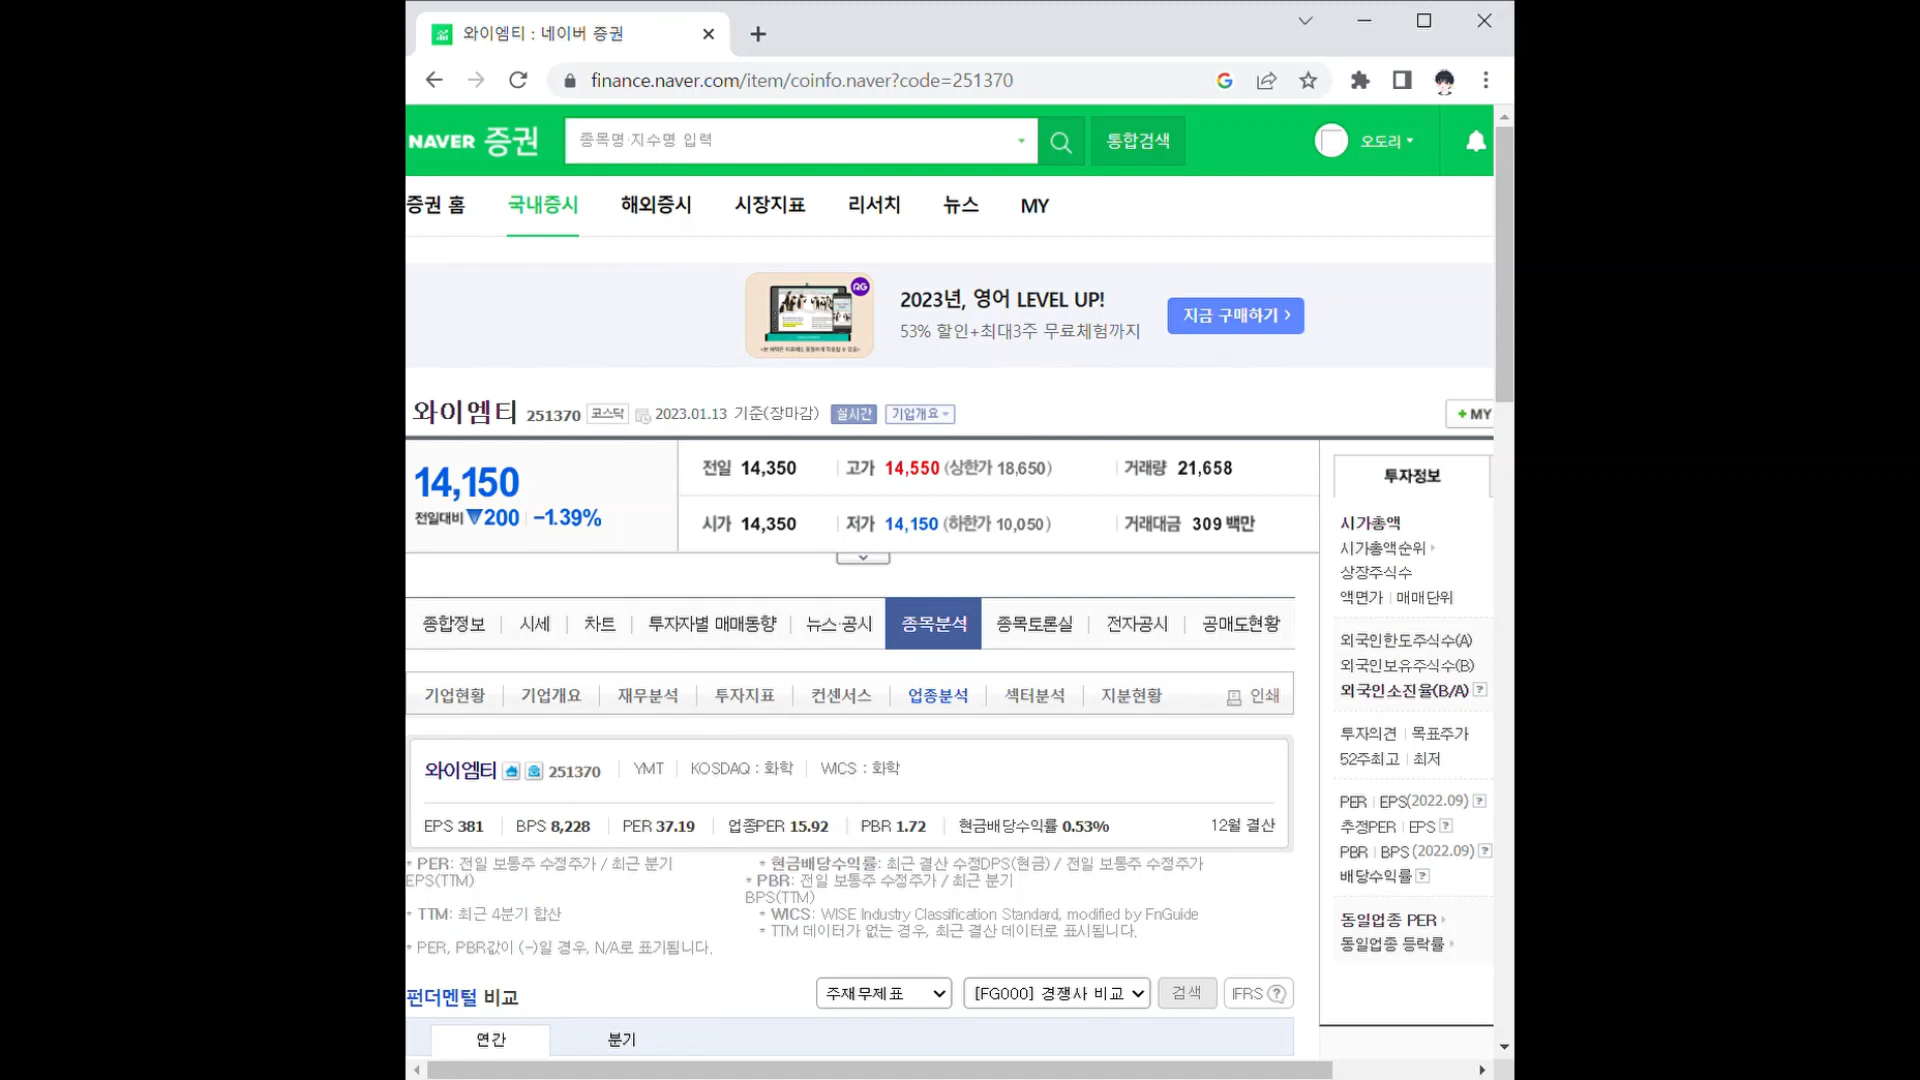 와이엠티 : 네이버 증권
finance.naver.com/item/coinfo.naver?code=251370
NAVER 증권 종목명·지수명 입력 통합검색 오도리
증권 홈 국내증시 해외증시 시장지표 리서치 뉴스 MY
2023년, 영어 LEVEL UP!
53% 할인+최대3주 무료체험까지
지금 구매하기
와이엠티 251370 코스닥 2023.01.13 기준(장마감) 실시간 기업개요
+ MY
14,150
전일대비 ▼200 -1.39%
전일 14,350 고가 14,550 (상한가 18,650) 거래량 21,658
시가 14,350 저가 14,150 (하한가 10,050) 거래대금 309 백만
종합정보 시세 차트 투자자별 매매동향 뉴스·공시 종목분석 종목토론실 전자공시 공매도현황
기업현황 기업개요 재무분석 투자지표 컨센서스 업종분석 섹터분석 지분현황 인쇄
와이엠티 251370 YMT KOSDAQ : 화학 WICS : 화학
EPS 381 BPS 8,228 PER 37.19 업종PER 15.92 PBR 1.72 현금배당수익률 0.53% 12월 결산
* PER: 전일 보통주 수정주가 / 최근 분기
EPS(TTM)
* 현금배당수익률: 최근 결산 수정DPS(현금) / 전일 보통주 수정주가
* PBR: 전일 보통주 수정주가 / 최근 분기
BPS(TTM)
* TTM: 최근 4분기 합산
* WICS: WISE Industry Classification Standard, modified by FnGuide
* TTM 데이터가 없는 경우, 최근 결산 데이터로 표시됩니다.
* PER, PBR값이 (-)일 경우, N/A로 표기됩니다.
펀더멘털 비교 주재무제표 [FG000] 경쟁사 비교 검색 IFRS ?
연간 분기
투자정보
시가총액
시가총액순위
상장주식수
액면가 매매단위
외국인한도주식수(A)
외국인보유주식수(B)
외국인소진율(B/A) ?
투자의견 목표주가
52주최고 최저
PER EPS(2022.09) ?
추정PER EPS ?
PBR BPS (2022.09) ?
배당수익률 ?
동일업종 PER
동일업종 등락률